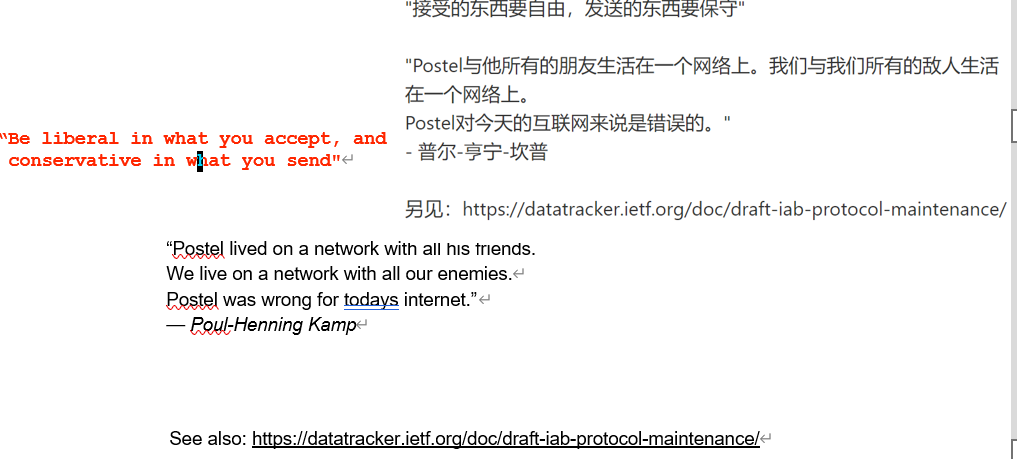 "接受的东西要自由，发送的东西要保守"
"Postel与他所有的朋友生活在一个网络上。我们与我们所有的敌人生活
在一个网络上。
Postel对今天的互联网来说是错误的。"
- 普尔-亨宁-坎普
另见：https://datatracker.ietf.org/doc/draft-iab-protocol-maintenance/
“Be liberal in what you accept, and
conservative in what you send"
“Postel lived on a network with all his friends.
We live on a network with all our enemies.
Postel was wrong for todays internet.”
— Poul-Henning Kamp
See also: https://datatracker.ietf.org/doc/draft-iab-protocol-maintenance/